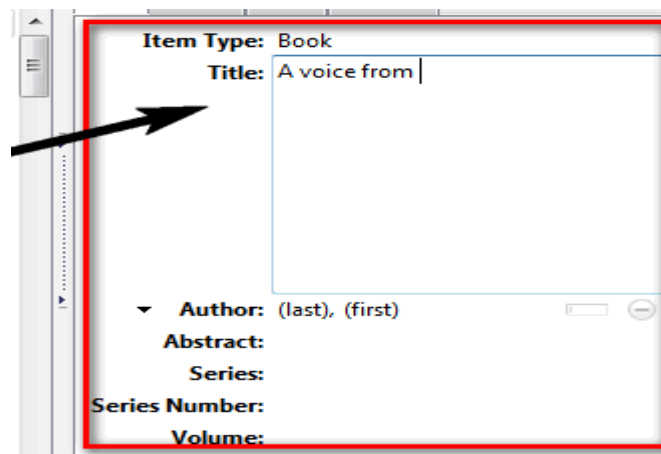 Item Type: Book
Title: A voice from
Author: (last), (first)
Abstract:
Series:
Series Number:
Volume: